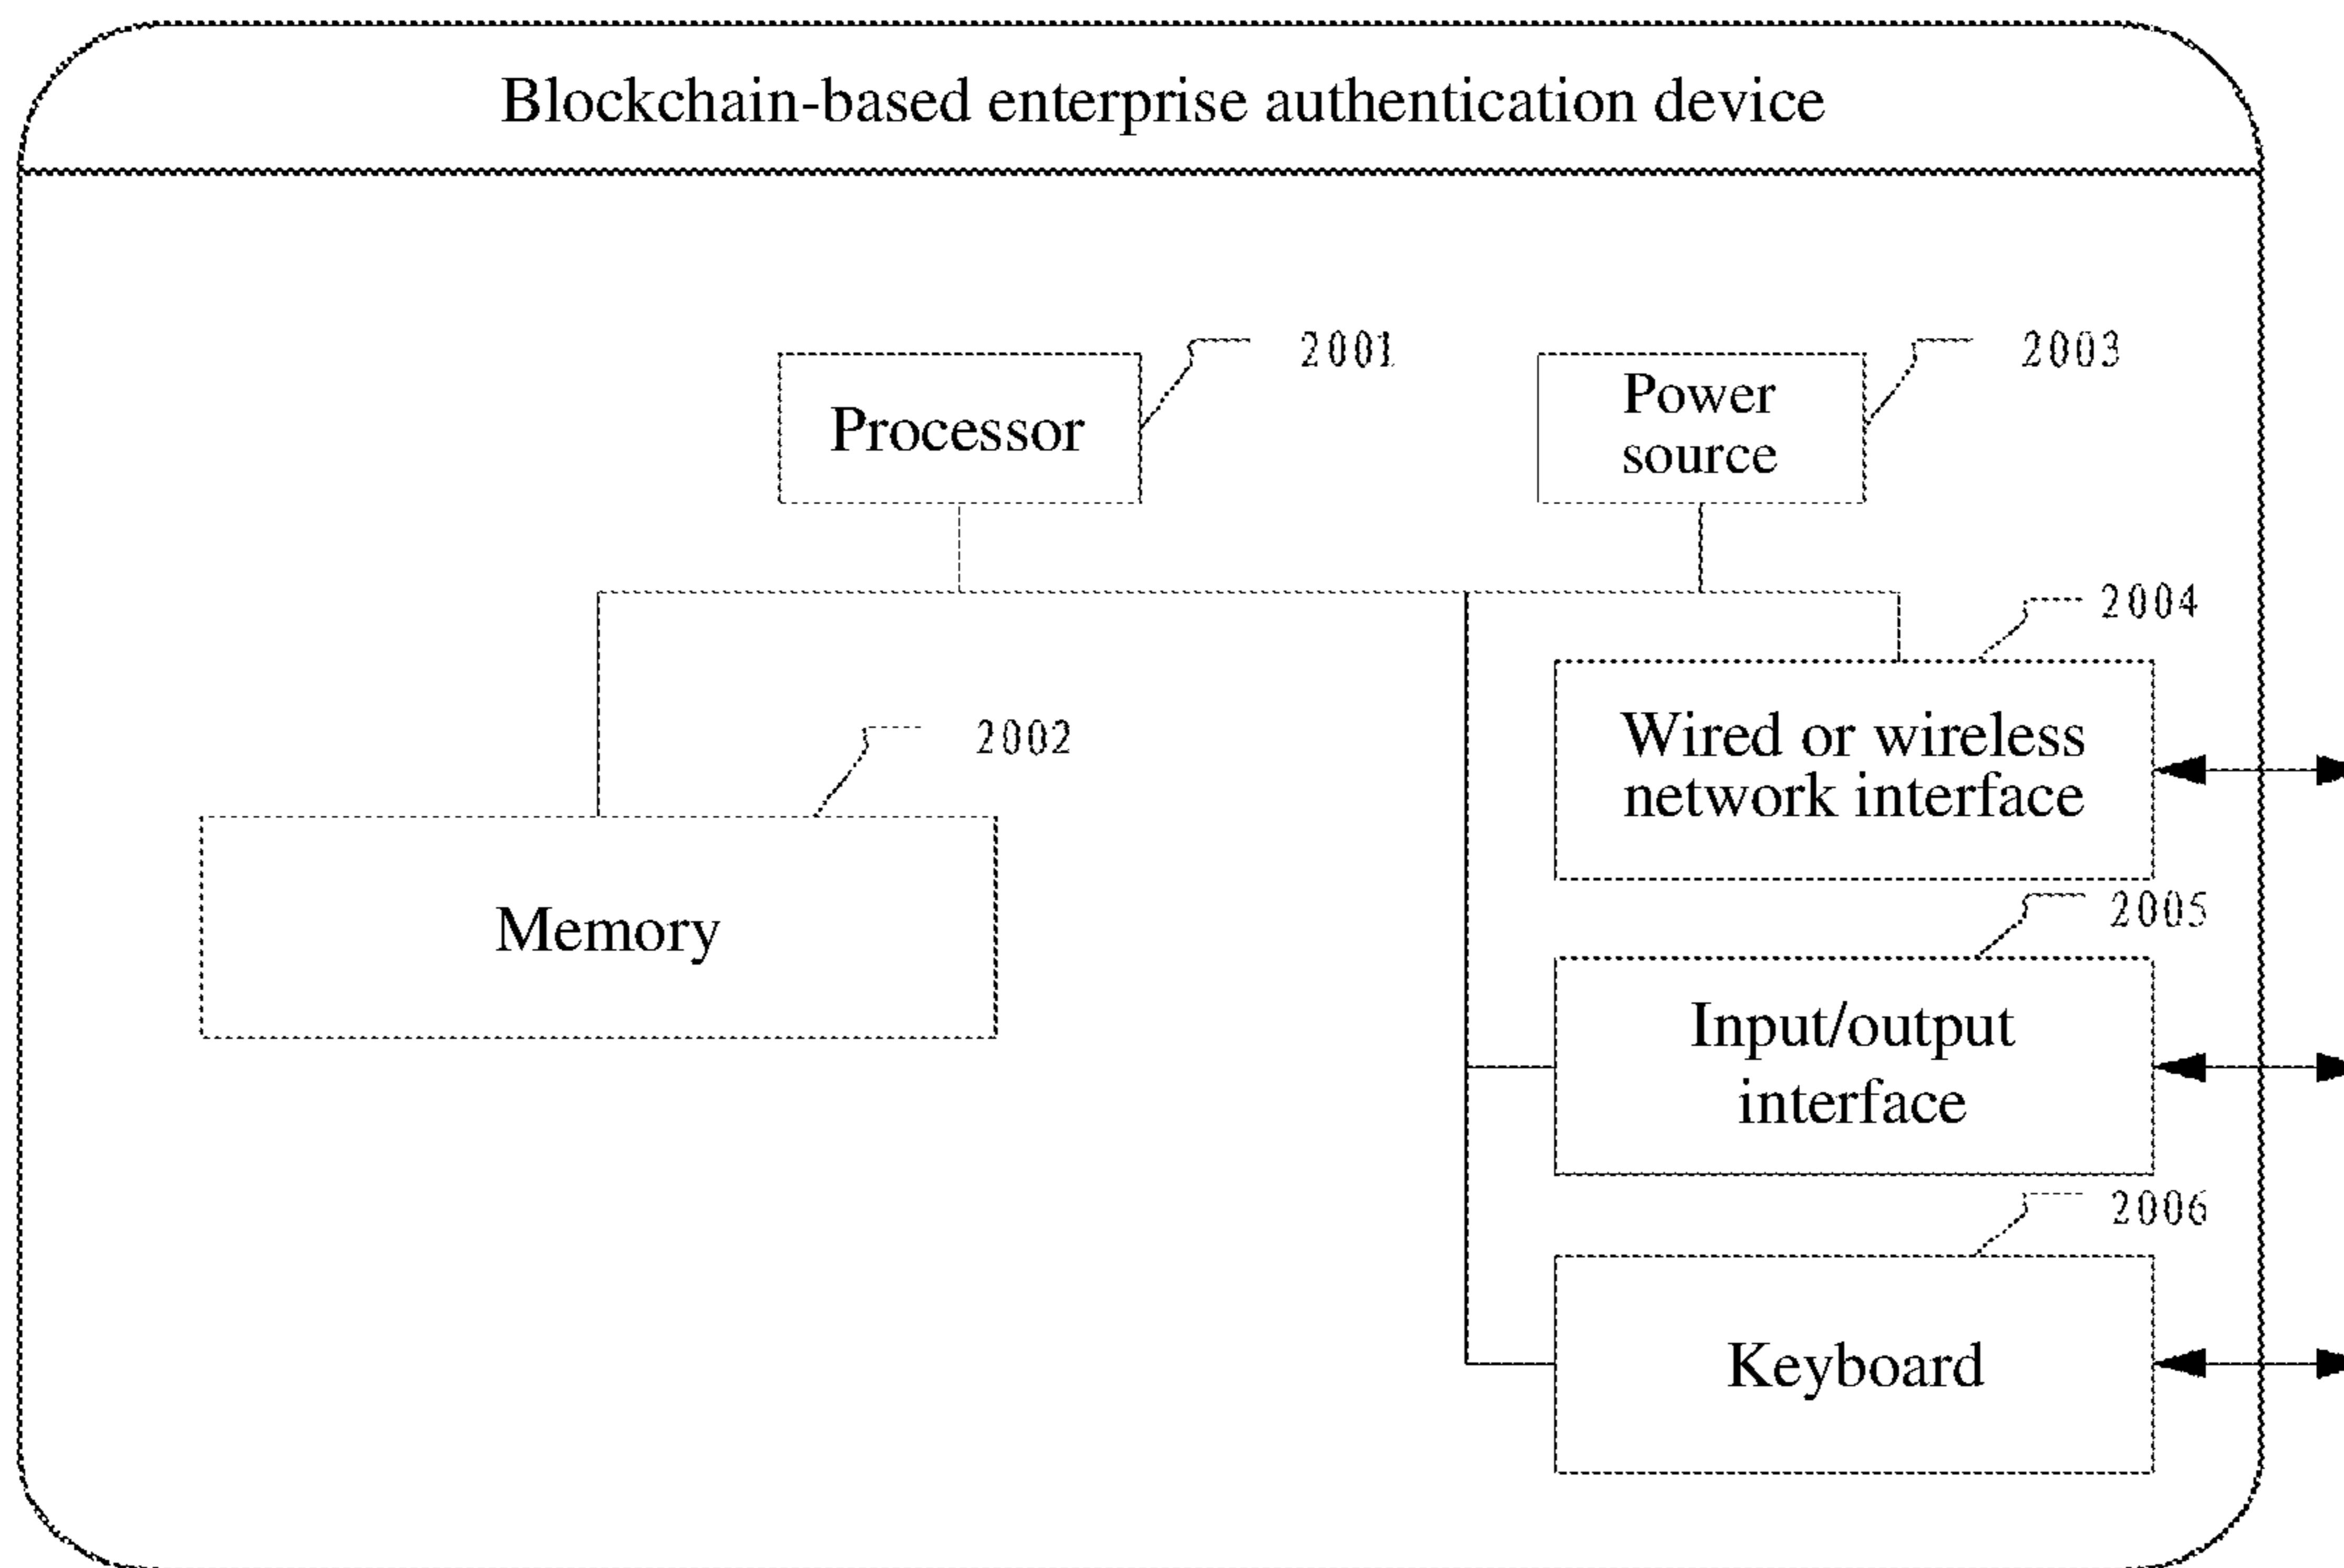 Blockchain-based enterprise authentication device
2001
2003
Processor
Power
source
2004
2002
Wired or wireless
network interface
Memory
2005
Input/output
interface
2006
Keyboard